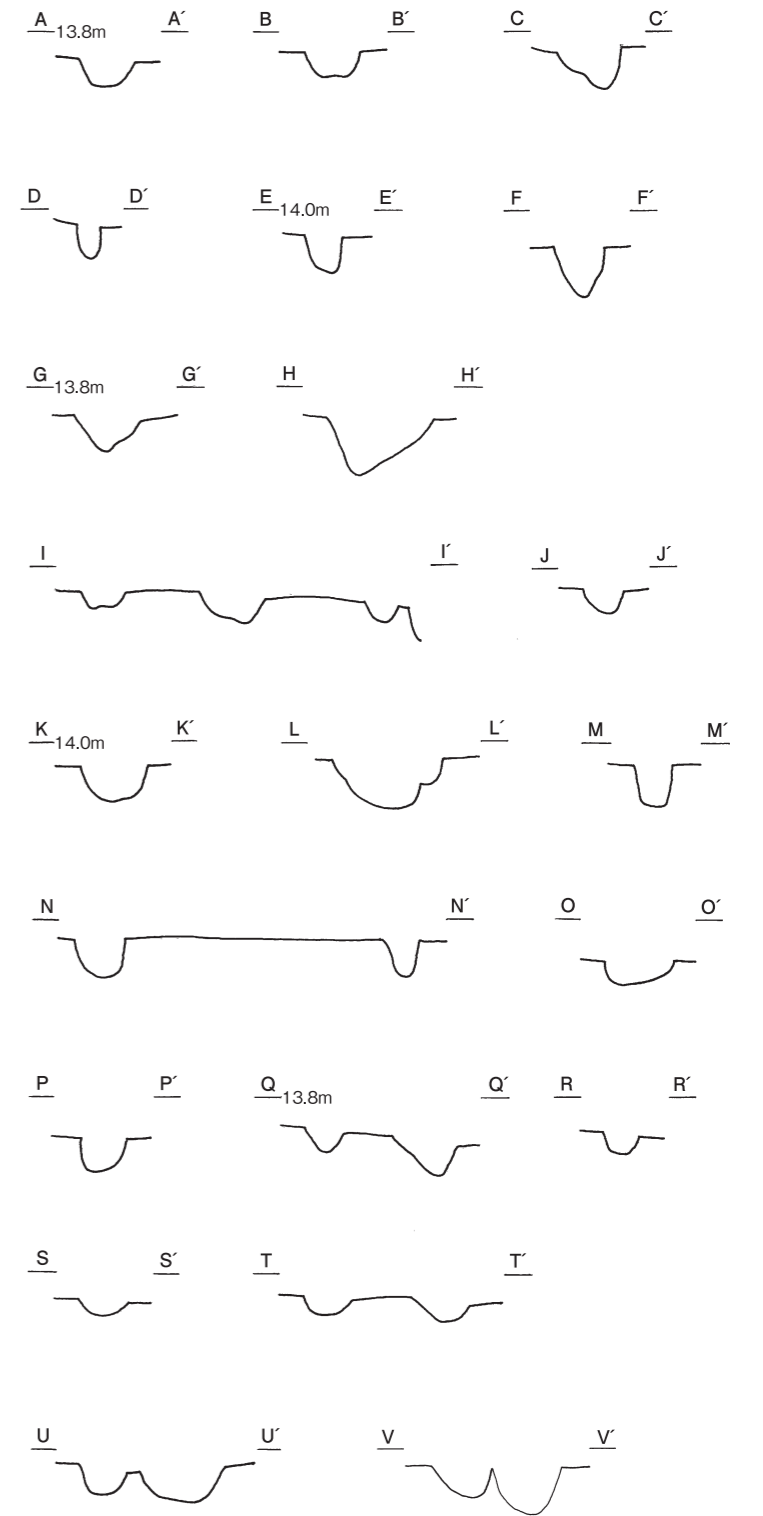 A 13.8m A´ B B´ C C´
D D´ E 14.0m E´ F F´
G 13.8m G´ H H´
I I´ J J´
K 14.0m K´ L L´ M M´
N N´ O O´
P P´ Q 13.8m Q´ R R´
S S´ T T´
U U´ V V´